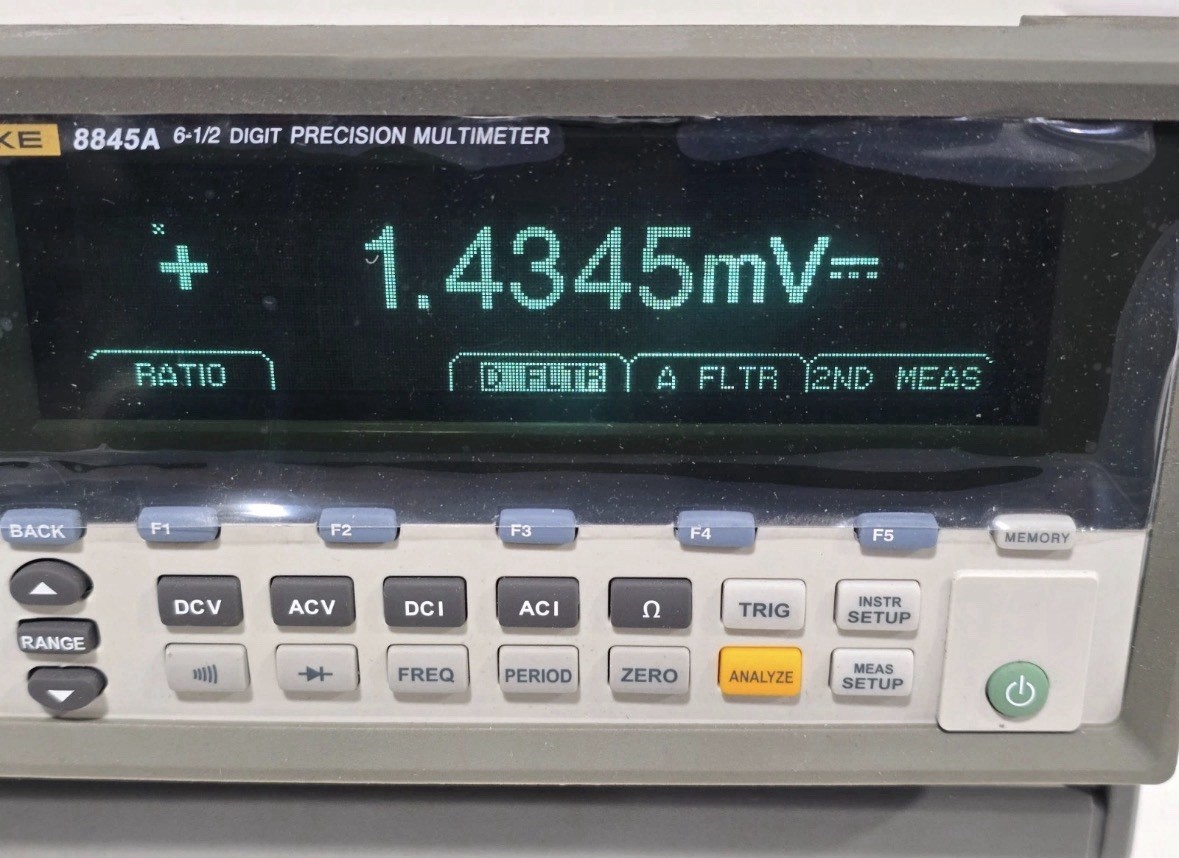 KE 8845A 6-1/2 DIGIT PRECISION MULTIMETER
+ 1.4345mV⎓
RATIO D FLTR A FLTR 2ND MEAS
BACK F1 F2 F3 F4 F5 MEMORY
DCV ACV DCI ACI Ω TRIG INSTR SETUP
RANGE
FREQ PERIOD ZERO ANALYZE MEAS SETUP